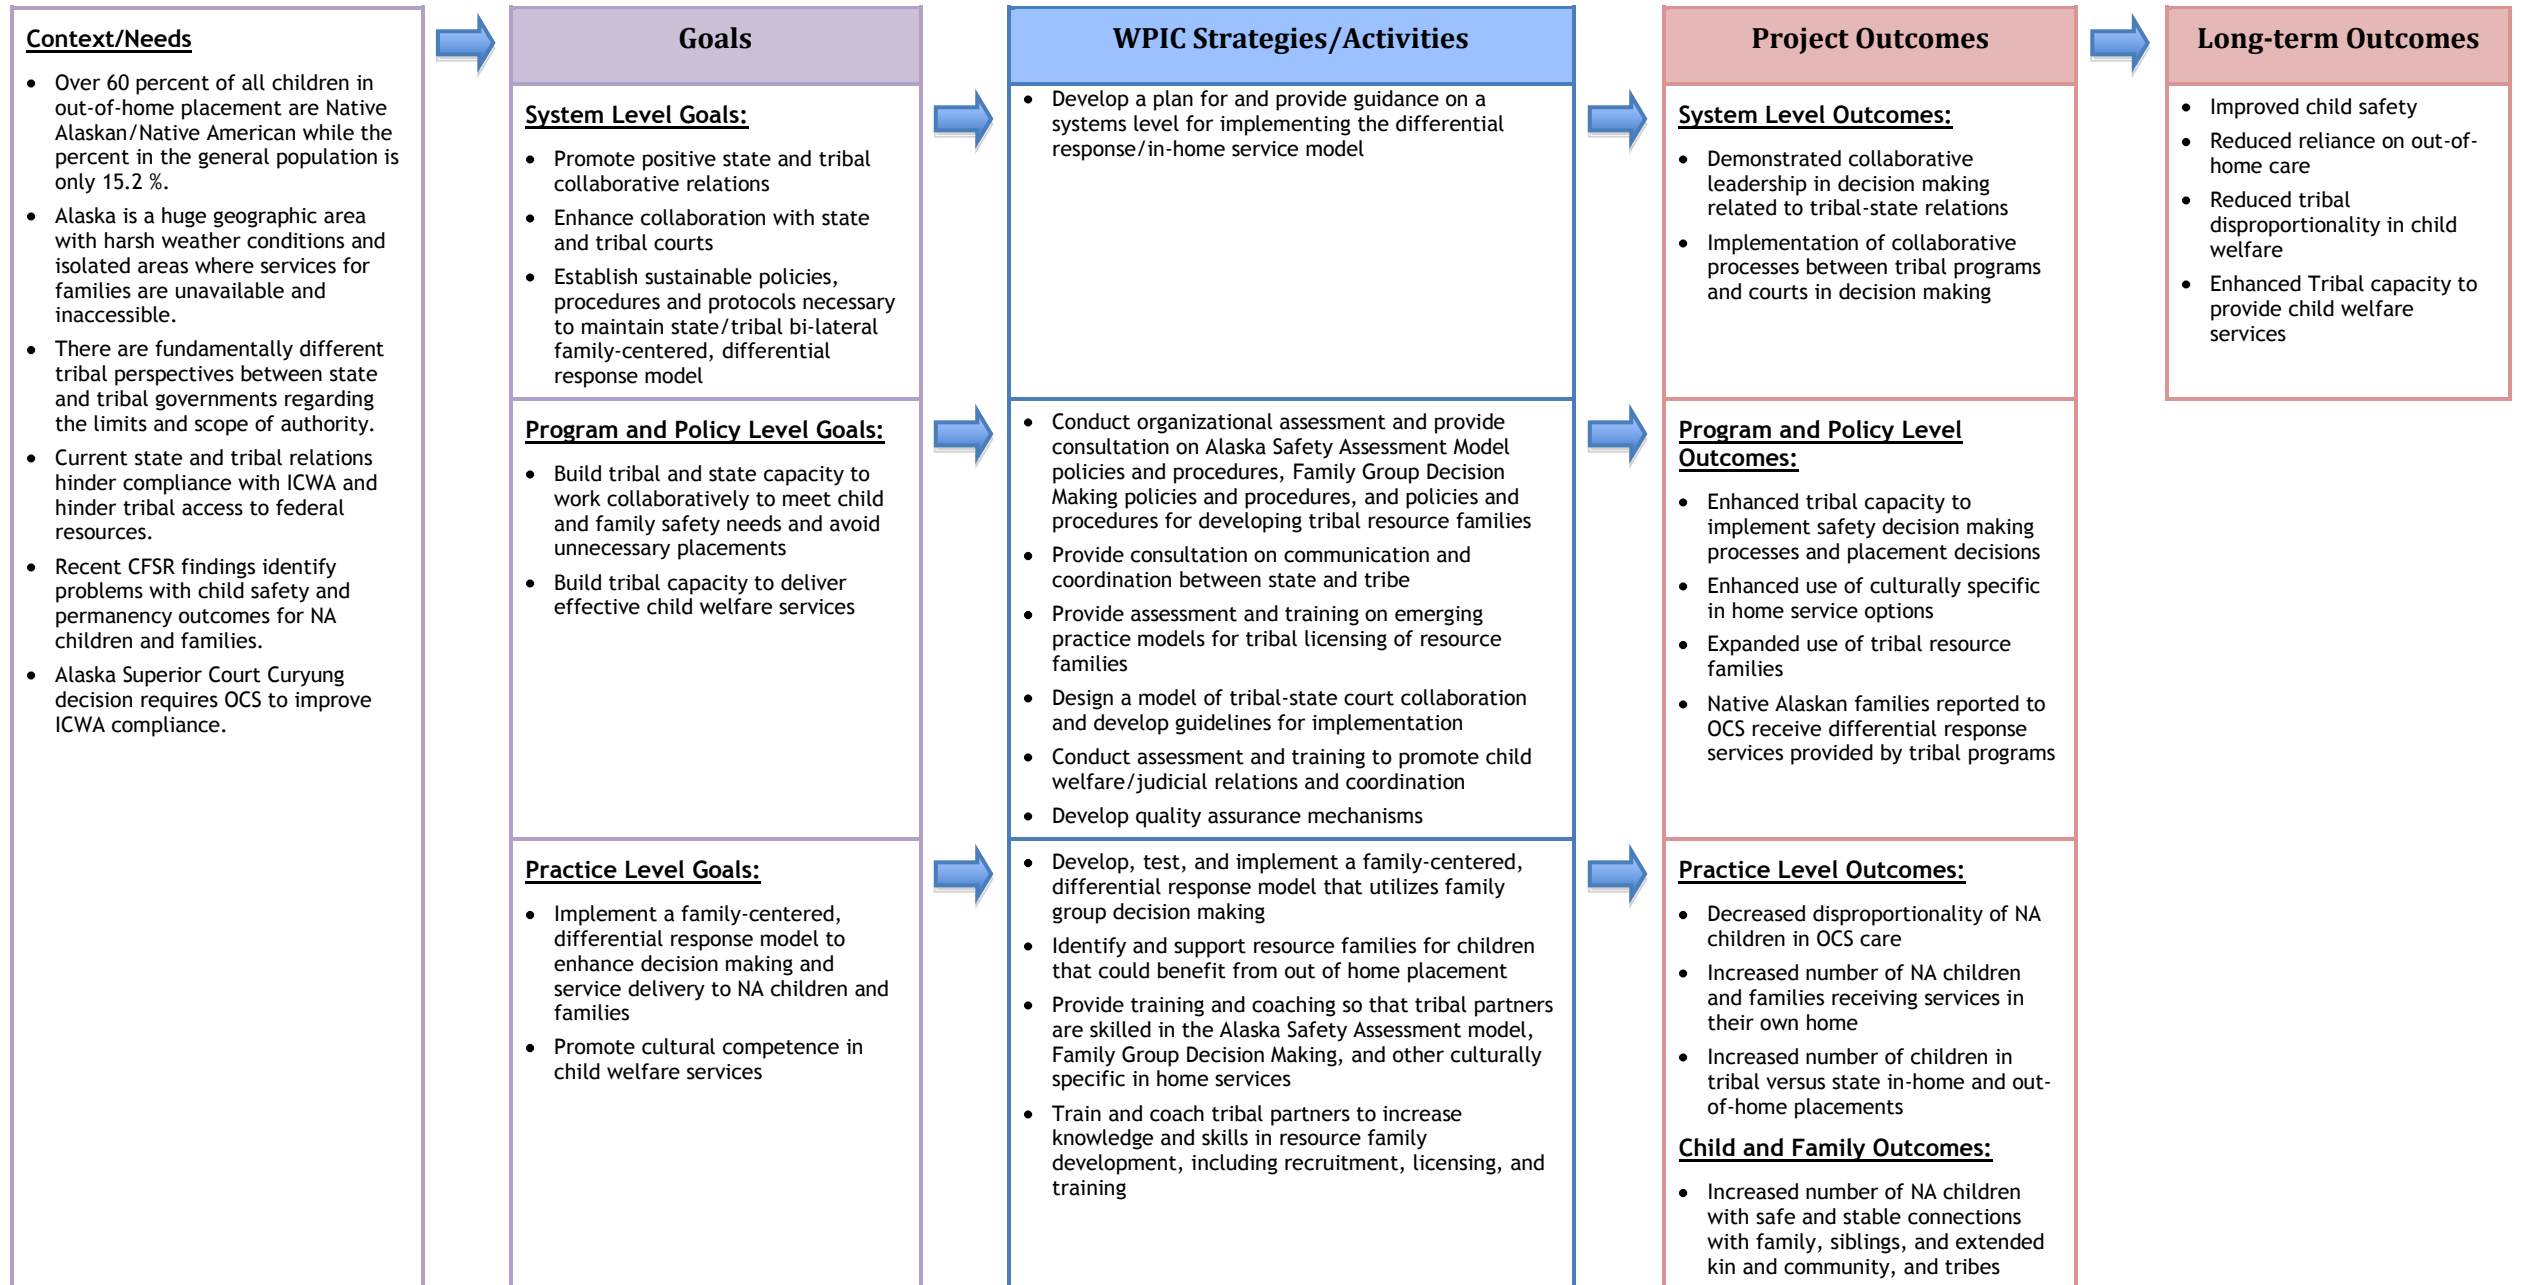 Context/Needs
• Over 60 percent of all children in
out-of-home placement are Native
Alaskan/Native American while the
percent in the general population is
only 15.2 %.
• Alaska is a huge geographic area
with harsh weather conditions and
isolated areas where services for
families are unavailable and
inaccessible.
• There are fundamentally different
tribal perspectives between state
and tribal governments regarding
the limits and scope of authority.
• Current state and tribal relations
hinder compliance with ICWA and
hinder tribal access to federal
resources.
• Recent CFSR findings identify
problems with child safety and
permanency outcomes for NA
children and families.
• Alaska Superior Court Curyung
decision requires OCS to improve
ICWA compliance.
Goals
System Level Goals:
• Promote positive state and tribal
collaborative relations
• Enhance collaboration with state
and tribal courts
• Establish sustainable policies,
procedures and protocols necessary
to maintain state/tribal bi-lateral
family-centered, differential
response model
Program and Policy Level Goals:
• Build tribal and state capacity to
work collaboratively to meet child
and family safety needs and avoid
unnecessary placements
• Build tribal capacity to deliver
effective child welfare services
Practice Level Goals:
• Implement a family-centered,
differential response model to
enhance decision making and
service delivery to NA children and
families
• Promote cultural competence in
child welfare services
WPIC Strategies/Activities
• Develop a plan for and provide guidance on a
systems level for implementing the differential
response/in-home service model
• Conduct organizational assessment and provide
consultation on Alaska Safety Assessment Model
policies and procedures, Family Group Decision
Making policies and procedures, and policies and
procedures for developing tribal resource families
• Provide consultation on communication and
coordination between state and tribe
• Provide assessment and training on emerging
practice models for tribal licensing of resource
families
• Design a model of tribal-state court collaboration
and develop guidelines for implementation
• Conduct assessment and training to promote child
welfare/judicial relations and coordination
• Develop quality assurance mechanisms
• Develop, test, and implement a family-centered,
differential response model that utilizes family
group decision making
• Identify and support resource families for children
that could benefit from out of home placement
• Provide training and coaching so that tribal partners
are skilled in the Alaska Safety Assessment model,
Family Group Decision Making, and other culturally
specific in home services
• Train and coach tribal partners to increase
knowledge and skills in resource family
development, including recruitment, licensing, and
training
Project Outcomes
System Level Outcomes:
• Demonstrated collaborative
leadership in decision making
related to tribal-state relations
• Implementation of collaborative
processes between tribal programs
and courts in decision making
Program and Policy Level
Outcomes:
• Enhanced tribal capacity to
implement safety decision making
processes and placement decisions
• Enhanced use of culturally specific
in home service options
• Expanded use of tribal resource
families
• Native Alaskan families reported to
OCS receive differential response
services provided by tribal programs
Practice Level Outcomes:
• Decreased disproportionality of NA
children in OCS care
• Increased number of NA children
and families receiving services in
their own home
• Increased number of children in
tribal versus state in-home and out-
of-home placements
Child and Family Outcomes:
• Increased number of NA children
with safe and stable connections
with family, siblings, and extended
kin and community, and tribes
Long-term Outcomes
• Improved child safety
• Reduced reliance on out-of-
home care
• Reduced tribal
disproportionality in child
welfare
• Enhanced Tribal capacity to
provide child welfare
services